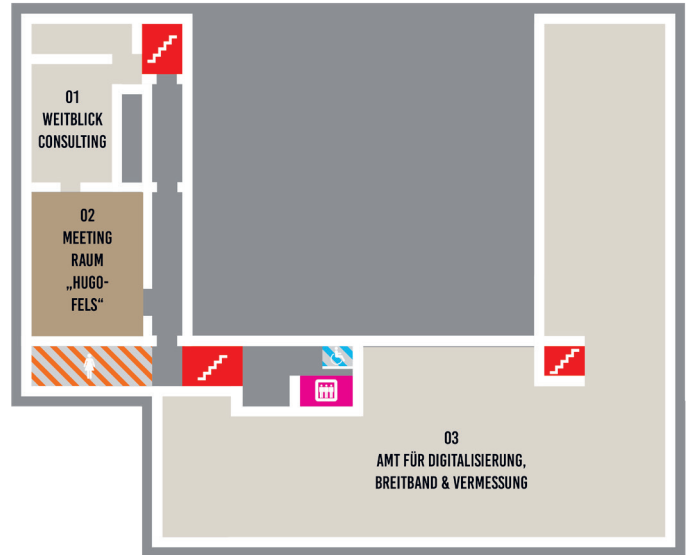 01
WEITBLICK
CONSULTING
02
MEETING
RAUM
„HUGO-
FELS“
03
AMT FÜR DIGITALISIERUNG,
BREITBAND & VERMESSUNG